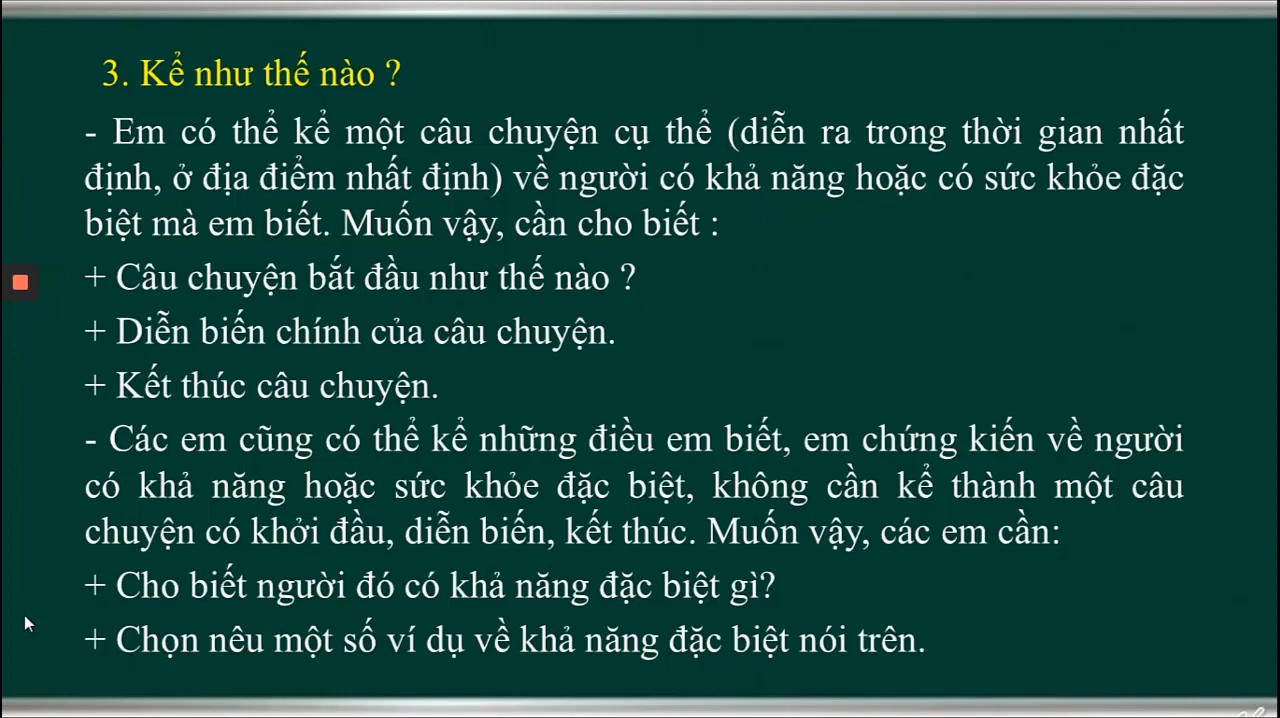 3. Kể như thế nào ?
- Em có thể kể một câu chuyện cụ thể (diễn ra trong thời gian nhất
định, ở địa điểm nhất định) về người có khả năng hoặc có sức khỏe đặc
biệt mà em biết. Muốn vậy, cần cho biết :
+ Câu chuyện bắt đầu như thế nào ?
+ Diễn biến chính của câu chuyện.
+ Kết thúc câu chuyện.
- Các em cũng có thể kể những điều em biết, em chứng kiến về người
có khả năng hoặc sức khỏe đặc biệt, không cần kể thành một câu
chuyện có khởi đầu, diễn biến, kết thúc. Muốn vậy, các em cần:
+ Cho biết người đó có khả năng đặc biệt gì?
+ Chọn nêu một số ví dụ về khả năng đặc biệt nói trên.